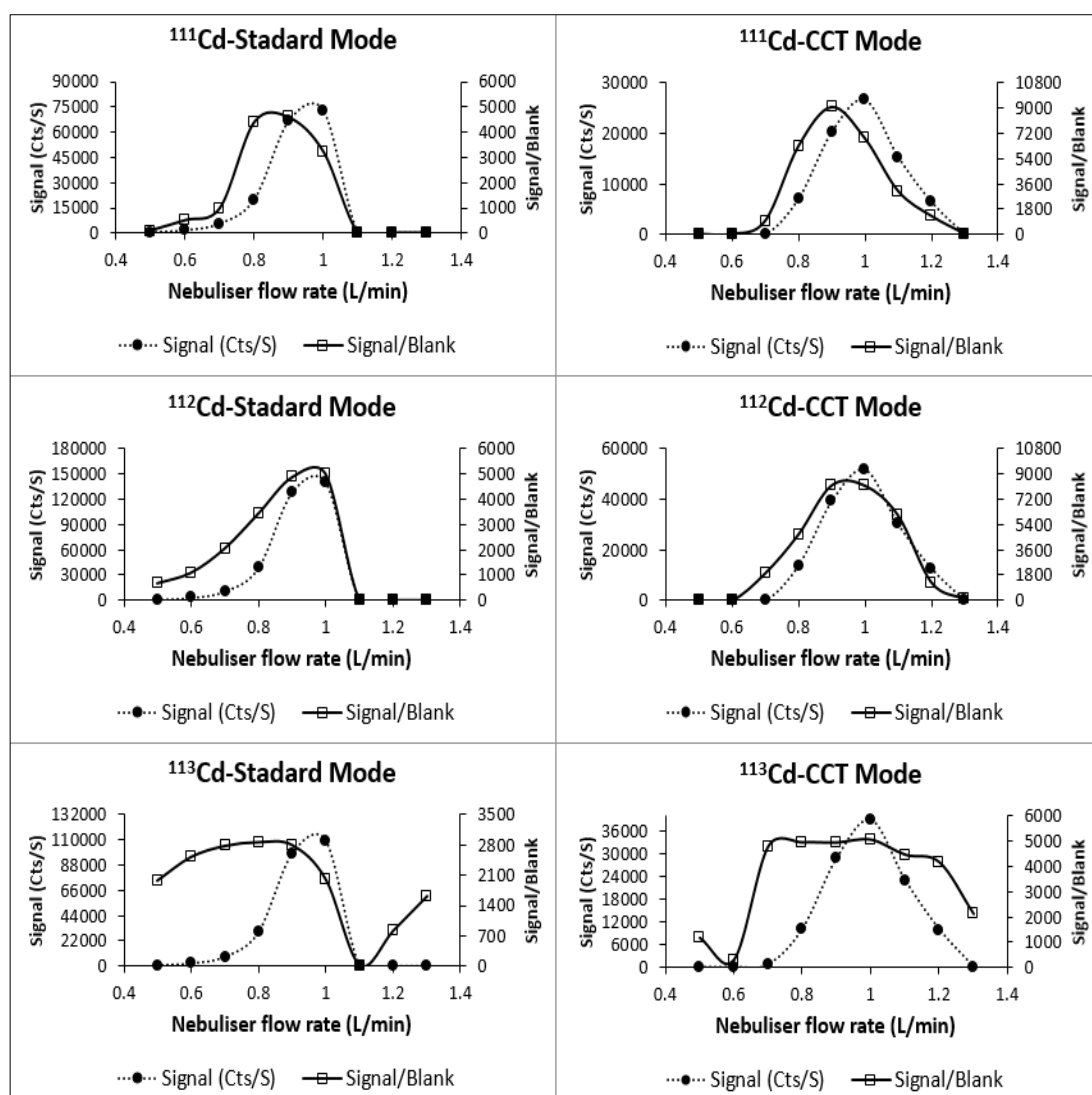 ¹¹¹Cd-Stadard Mode
90000 75000 60000 45000 30000 15000 0
Signal (Cts/S)
6000 5000 4000 3000 2000 1000 0
Signal/Blank
0.4 0.6 0.8 1 1.2 1.4
Nebuliser flow rate (L/min)
Signal (Cts/S) Signal/Blank
¹¹¹Cd-CCT Mode
30000 20000 10000 0
Signal (Cts/S)
10800 9000 7200 5400 3600 1800 0
Signal/Blank
0.4 0.6 0.8 1 1.2 1.4
Nebuliser flow rate (L/min)
Signal (Cts/S) Signal/Blank
¹¹²Cd-Stadard Mode
180000 150000 120000 90000 60000 30000 0
Signal (Cts/S)
6000 5000 4000 3000 2000 1000 0
Signal/Blank
0.4 0.6 0.8 1 1.2 1.4
Nebuliser flow rate (L/min)
Signal (Cts/S) Signal/Blank
¹¹²Cd-CCT Mode
60000 40000 20000 0
Signal (Cts/S)
10800 9000 7200 5400 3600 1800 0
Signal/Blank
0.4 0.6 0.8 1 1.2 1.4
Nebuliser flow rate (L/min)
Signal (Cts/S) Signal/Blank
¹¹³Cd-Stadard Mode
132000 110000 88000 66000 44000 22000 0
Signal (Cts/S)
3500 2800 2100 1400 700 0
Signal/Blank
0.4 0.6 0.8 1 1.2 1.4
Nebuliser flow rate (L/min)
Signal (Cts/S) Signal/Blank
¹¹³Cd-CCT Mode
36000 30000 24000 18000 12000 6000 0
Signal (Cts/S)
6000 5000 4000 3000 2000 1000 0
Signal/Blank
0.4 0.6 0.8 1 1.2 1.4
Nebuliser flow rate (L/min)
Signal (Cts/S) Signal/Blank